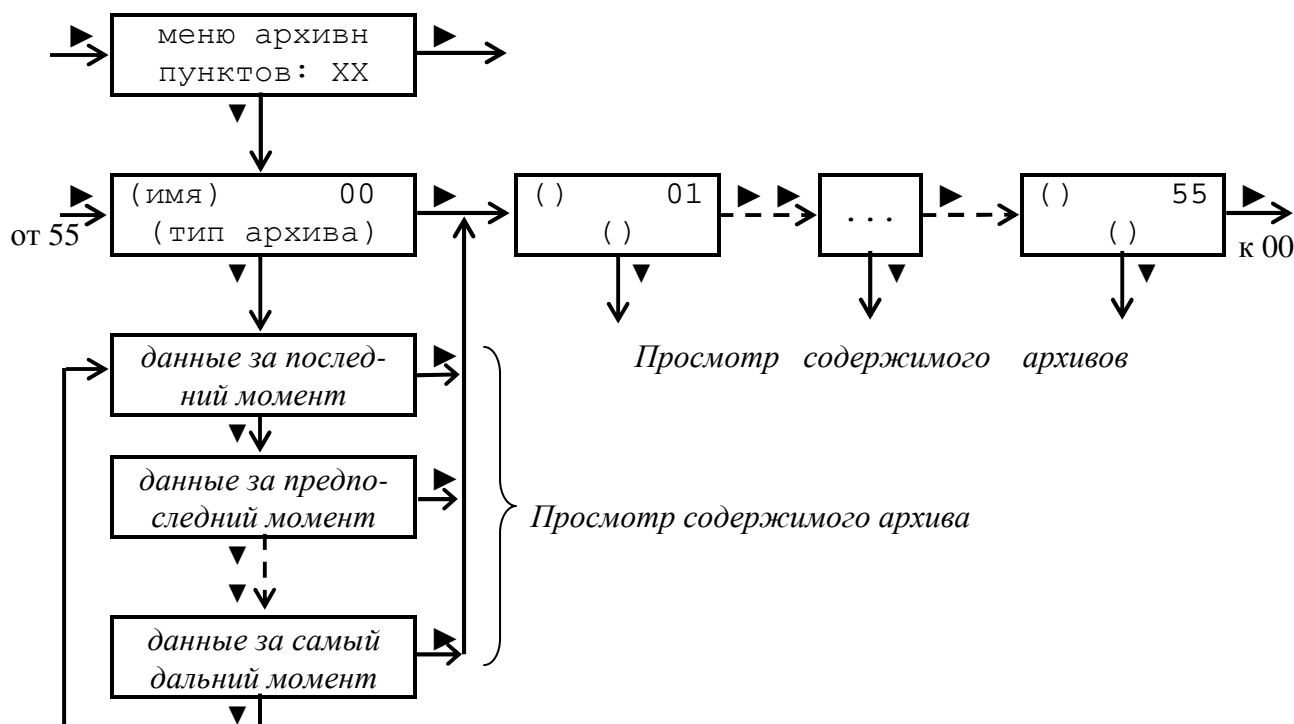 меню архивн
пунктов: XX
(имя) 00
(тип архива)
() 01
()
...
() 55
()
от 55
к 00
данные за послед-
ний момент
Просмотр содержимого архивов
данные за предпо-
следний момент
Просмотр содержимого архива
данные за самый
дальний момент